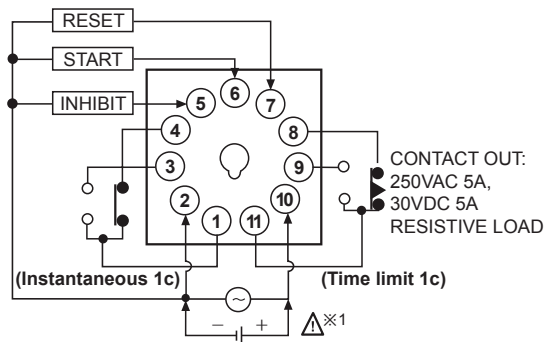 RESET
START
INHIBIT
6
5
7
4
8
3
9
2
10
1
11
CONTACT OUT:
250VAC 5A,
30VDC 5A
RESISTIVE LOAD
(Instantaneous 1c)
(Time limit 1c)
~
− +
⚠※1